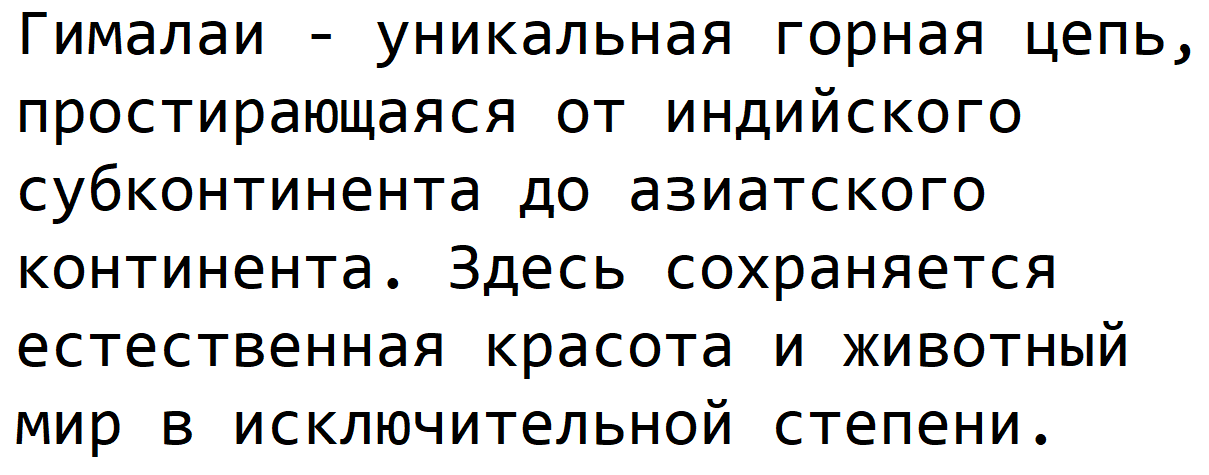 Гималаи - уникальная горная цепь,
простирающаяся от индийского
субконтинента до азиатского
континента. Здесь сохраняется
естественная красота и животный
мир в исключительной степени.